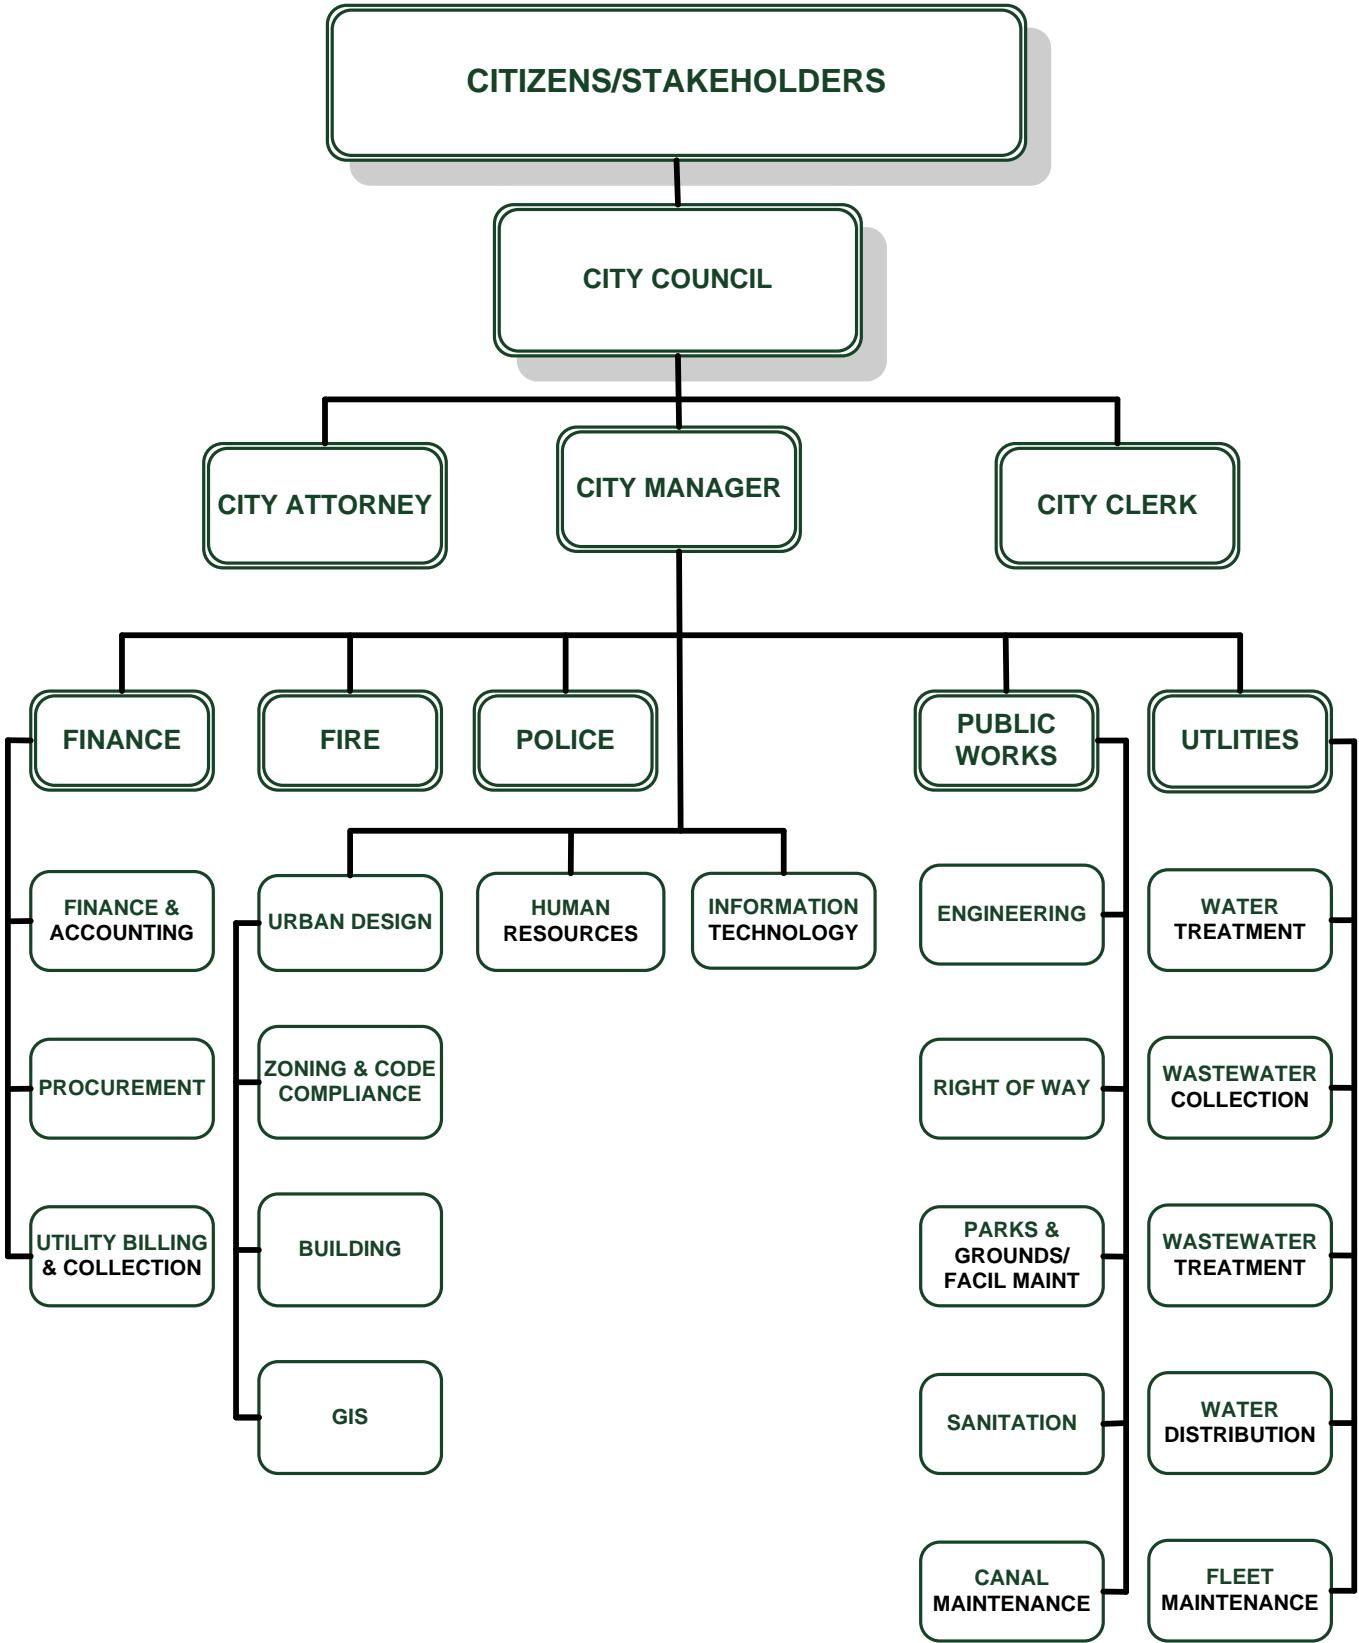 CITIZENS/STAKEHOLDERS
CITY COUNCIL
CITY ATTORNEY
CITY MANAGER
CITY CLERK
FINANCE
FIRE
POLICE
PUBLIC
WORKS
UTLITIES
FINANCE &
ACCOUNTING
URBAN DESIGN
HUMAN
RESOURCES
INFORMATION
TECHNOLOGY
ENGINEERING
WATER
TREATMENT
PROCUREMENT
ZONING & CODE
COMPLIANCE
RIGHT OF WAY
WASTEWATER
COLLECTION
UTILITY BILLING
& COLLECTION
BUILDING
PARKS &
GROUNDS/
FACIL MAINT
WASTEWATER
TREATMENT
GIS
SANITATION
WATER
DISTRIBUTION
CANAL
MAINTENANCE
FLEET
MAINTENANCE